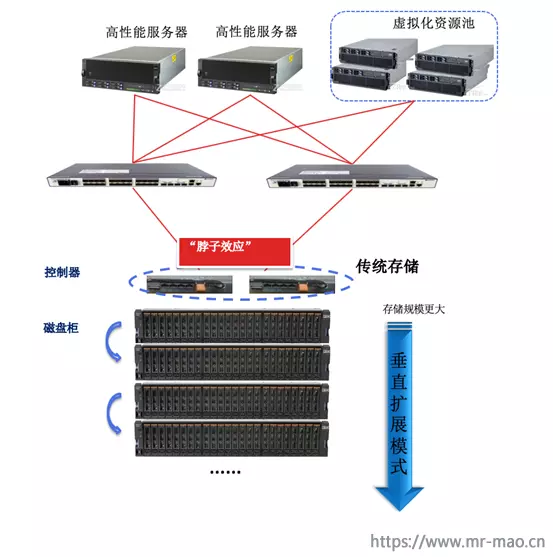 高性能服务器
高性能服务器
虚拟化资源池
“脖子效应”
控制器
传统存储
存储规模更大
磁盘柜
垂直扩展模式
……
https://www.mr-mao.cn